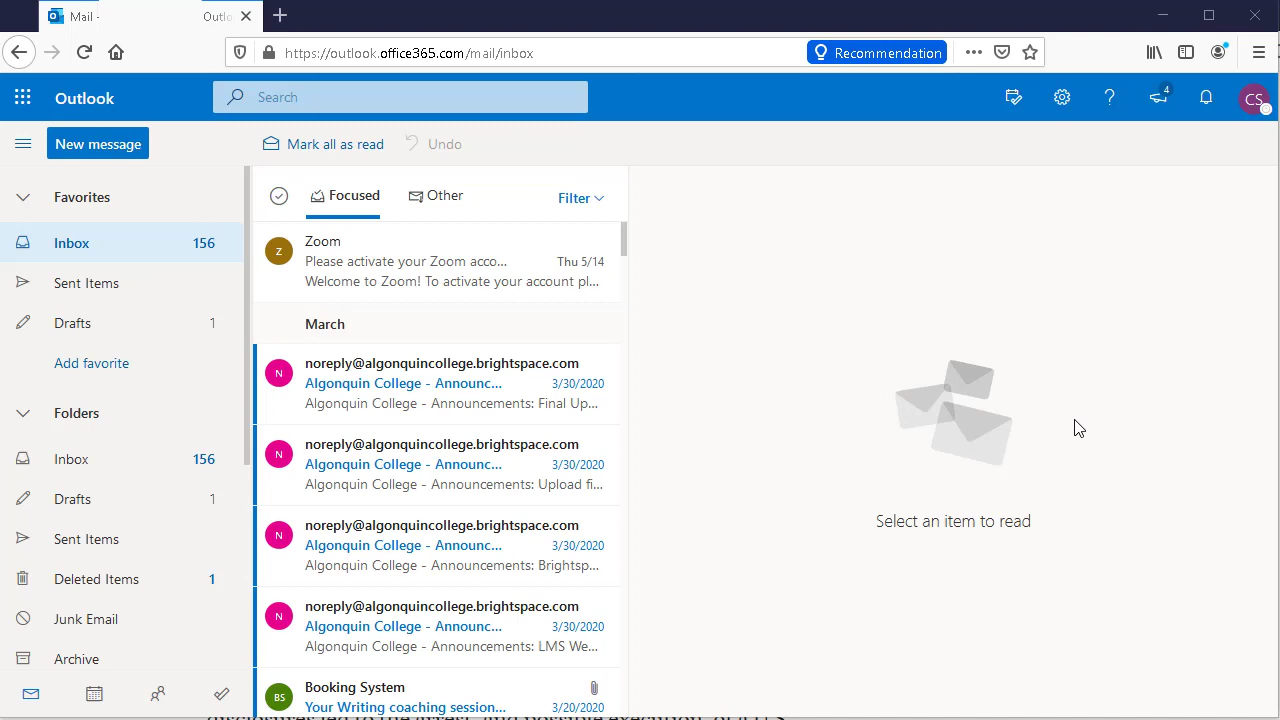 Mail - Outlo
https://outlook.office365.com/mail/inbox Recommendation
Outlook Search 4 CS
New message Mark all as read Undo
Favorites
Inbox 156
Sent Items
Drafts 1
Add favorite
Folders
Inbox 156
Drafts 1
Sent Items
Deleted Items 1
Junk Email
Archive
Focused Other Filter
Z
Zoom
Please activate your Zoom acco... Thu 5/14
Welcome to Zoom! To activate your account pl...
March
N
noreply@algonquincollege.brightspace.com
Algonquin College - Announc... 3/30/2020
Algonquin College - Announcements: Final Up...
N
noreply@algonquincollege.brightspace.com
Algonquin College - Announc... 3/30/2020
Algonquin College - Announcements: Upload fi...
N
noreply@algonquincollege.brightspace.com
Algonquin College - Announc... 3/30/2020
Algonquin College - Announcements: Brightsp...
N
noreply@algonquincollege.brightspace.com
Algonquin College - Announc... 3/30/2020
Algonquin College - Announcements: LMS We...
BS
Booking System
Your Writing coaching session... 3/20/2020
Select an item to read